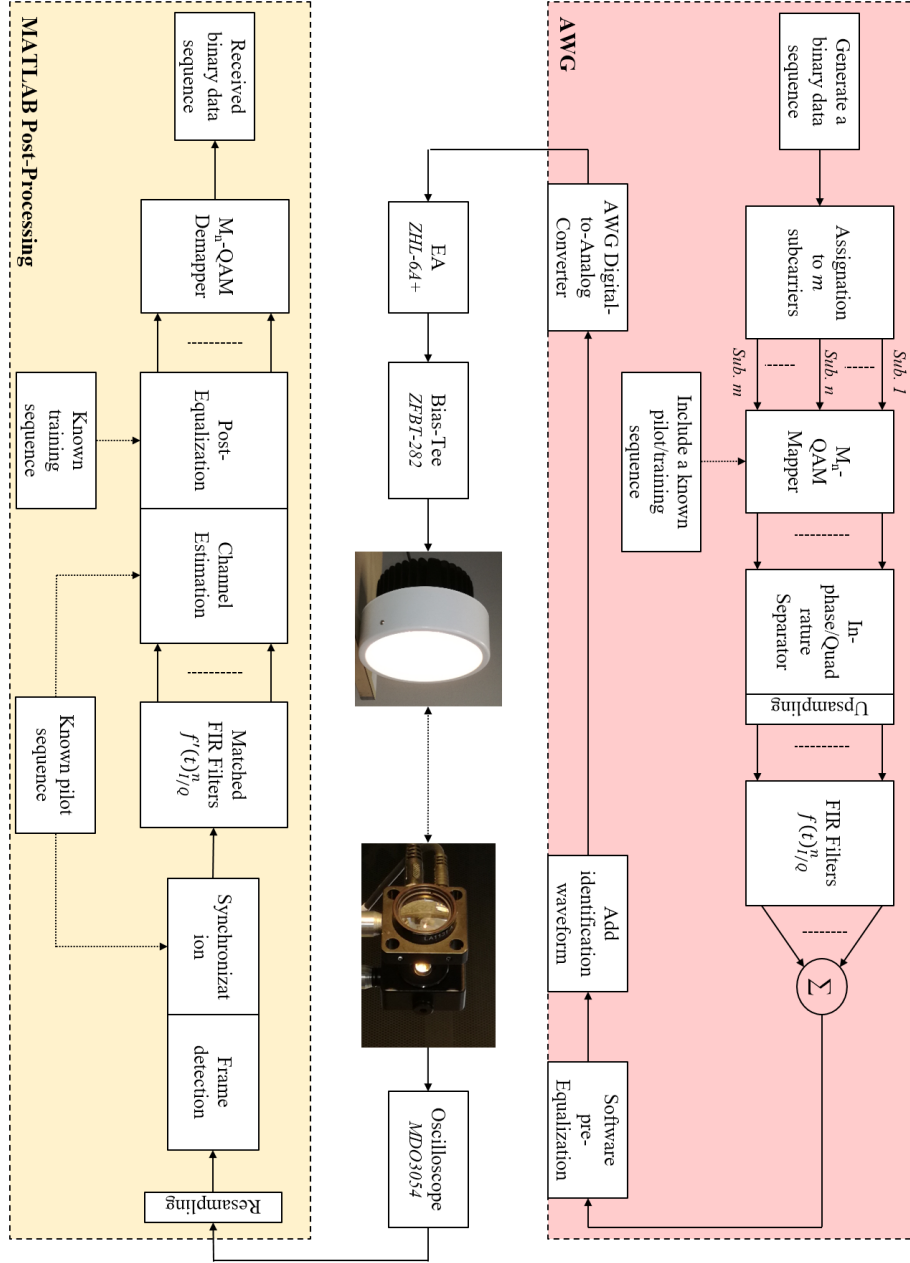 AWG
Generate a
binary data
sequence
Assignation
to m
subcarriers
Sub. 1
Sub. n
Sub. m
Mn-
QAM
Mapper
Include a known
pilot/training
sequence
In-
phase/Quad
rature
Separator
Upsampling
FIR Filters
f(t)ⁿI/Q
Σ
Software
pre-
Equalization
Add
identification
waveform
AWG Digital-
to-Analog
Converter
EA
ZHL-6A+
Bias-Tee
ZFBT-282
Oscilloscope
MDO3054
Resampling
Frame
detection
Synchronizat
ion
Matched
FIR Filters
f'(t)ⁿI/Q
Known pilot
sequence
Channel
Estimation
Post-
Equalization
Known
training
sequence
Mn-QAM
Demapper
Received
binary data
sequence
MATLAB Post-Processing